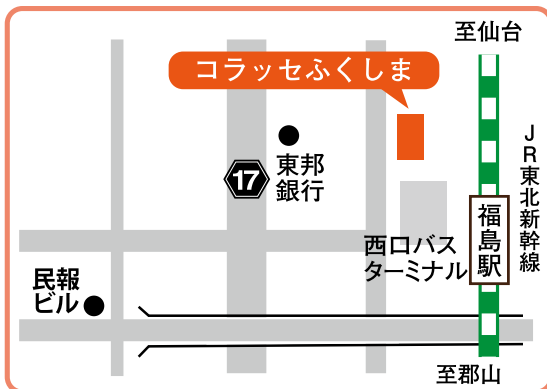 至仙台
コラッセふくしま
JR東北新幹線
東邦
銀行
17
福島駅
西口バス
ターミナル
民報
ビル
至郡山